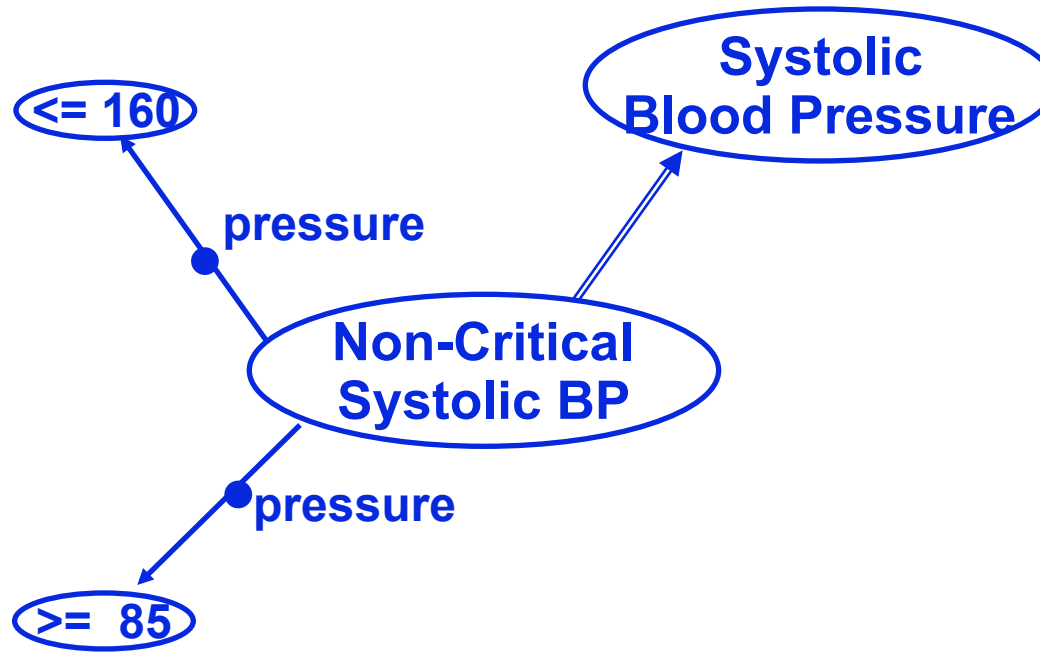 Systolic
Blood Pressure
<= 160
pressure
Non-Critical
Systolic BP
pressure
>= 85